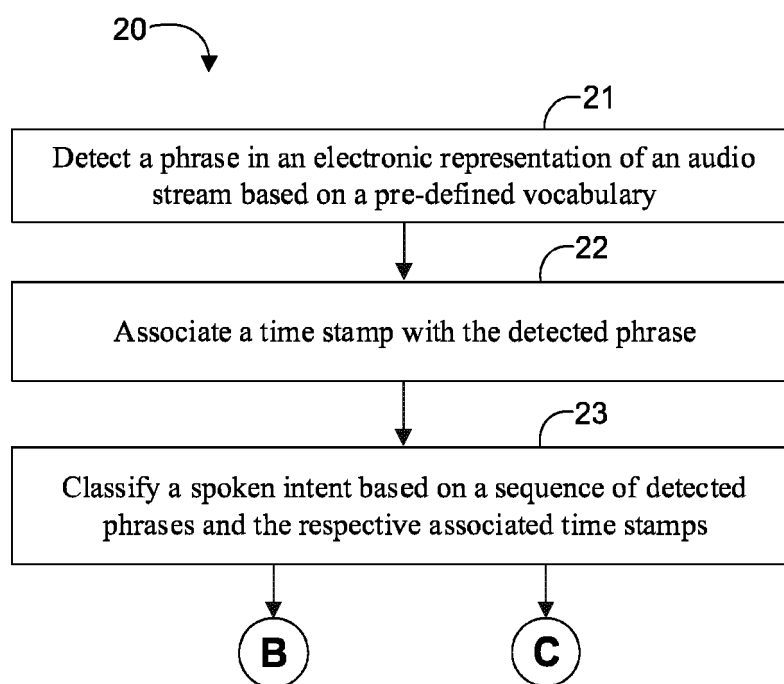 20
21
Detect a phrase in an electronic representation of an audio
stream based on a pre-defined vocabulary
22
Associate a time stamp with the detected phrase
23
Classify a spoken intent based on a sequence of detected
phrases and the respective associated time stamps
B
C